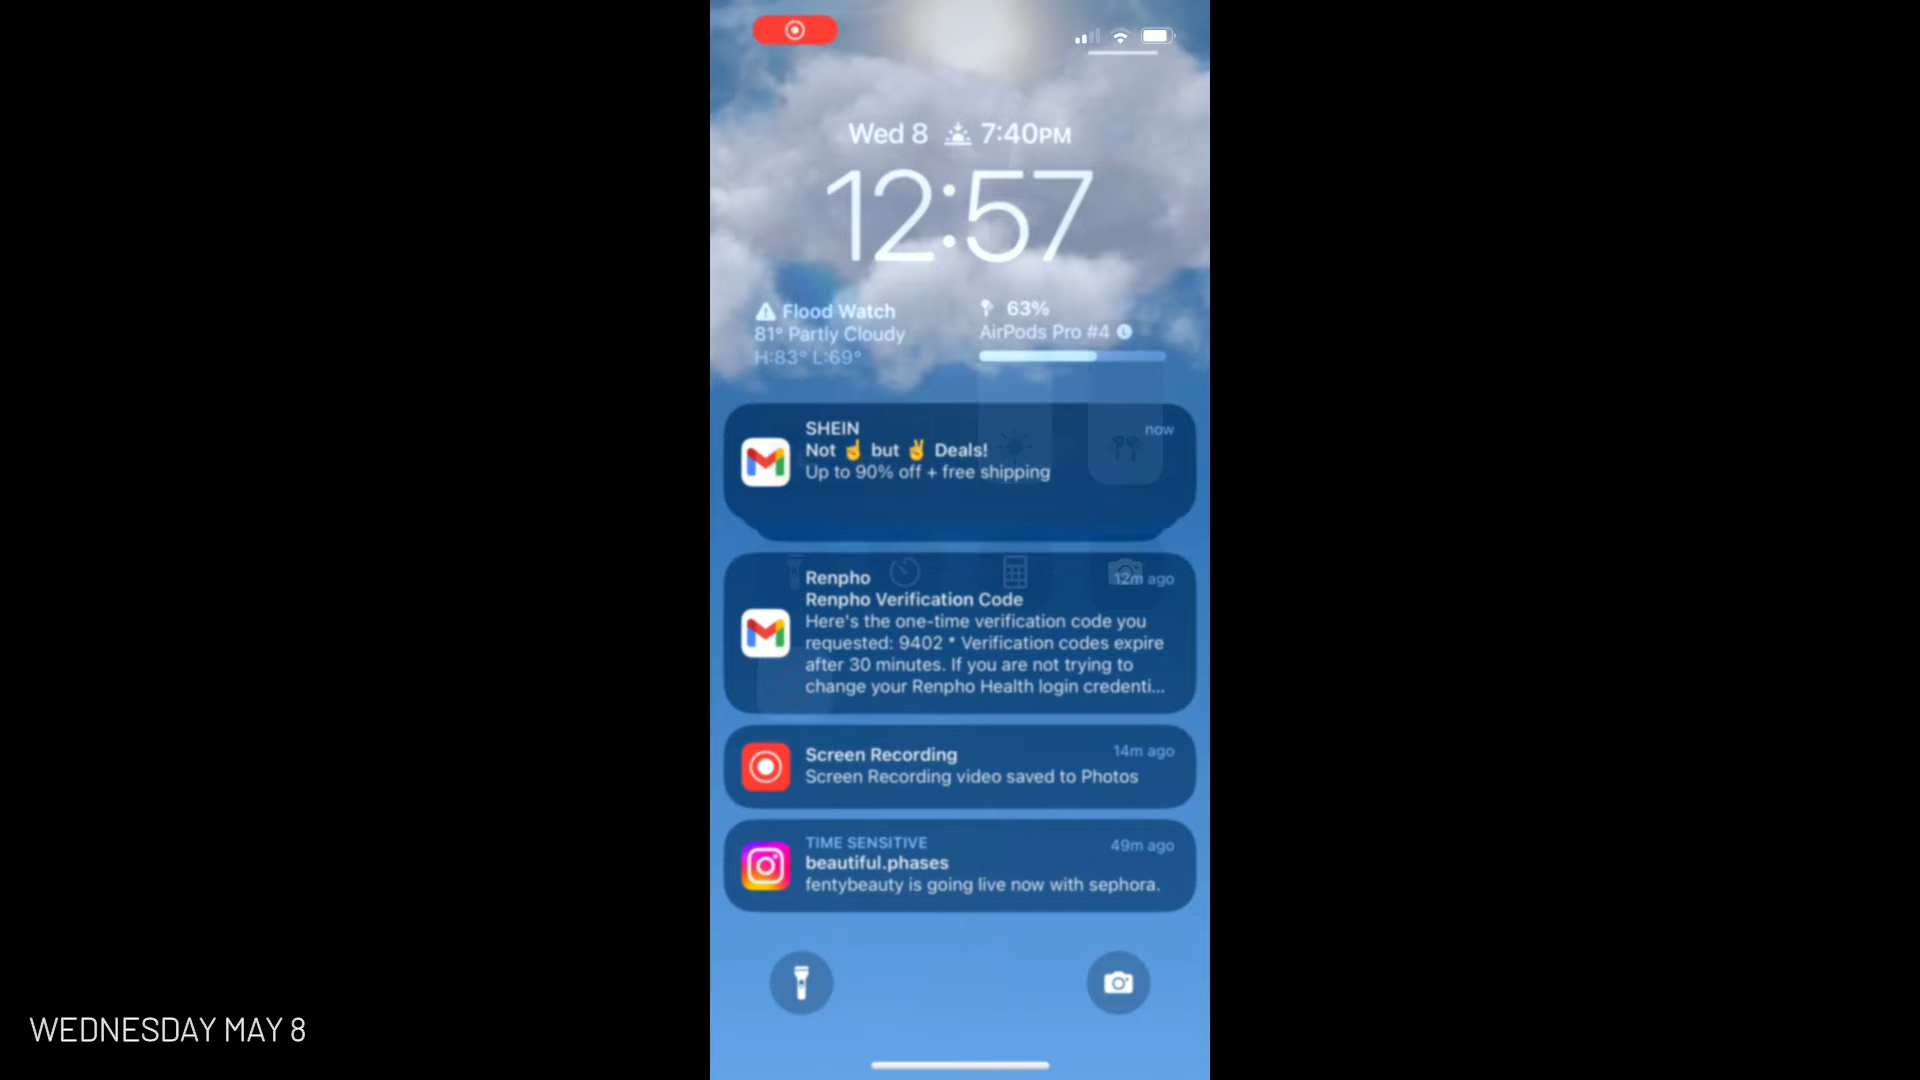 Wed 8 7:40PM
12:57
Flood Watch
81° Partly Cloudy
H:83° L:69°
63%
AirPods Pro #4 L
SHEIN
now
Not ☝️ but ✌️ Deals!
Up to 90% off + free shipping
Renpho
12m ago
Renpho Verification Code
Here's the one-time verification code you
requested: 9402 * Verification codes expire
after 30 minutes. If you are not trying to
change your Renpho Health login credenti...
Screen Recording
14m ago
Screen Recording video saved to Photos
TIME SENSITIVE
49m ago
beautiful.phases
fentybeauty is going live now with sephora.
WEDNESDAY MAY 8